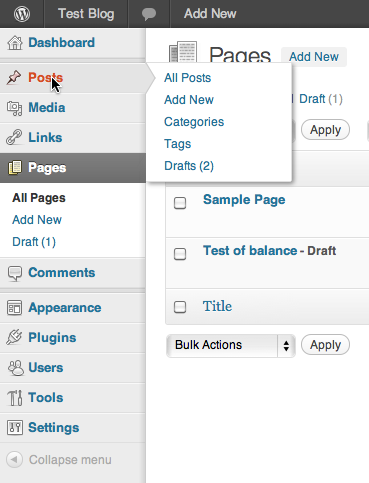 Test Blog
Add New
Dashboard
Posts
Media
Links
Pages
All Pages
Add New
Draft (1)
Comments
Appearance
Plugins
Users
Tools
Settings
Collapse menu
All Posts
Add New
Categories
Tags
Drafts (2)
Pages
Add New
Draft (1)
Apply
Sample Page
Test of balance - Draft
Title
Bulk Actions
Apply